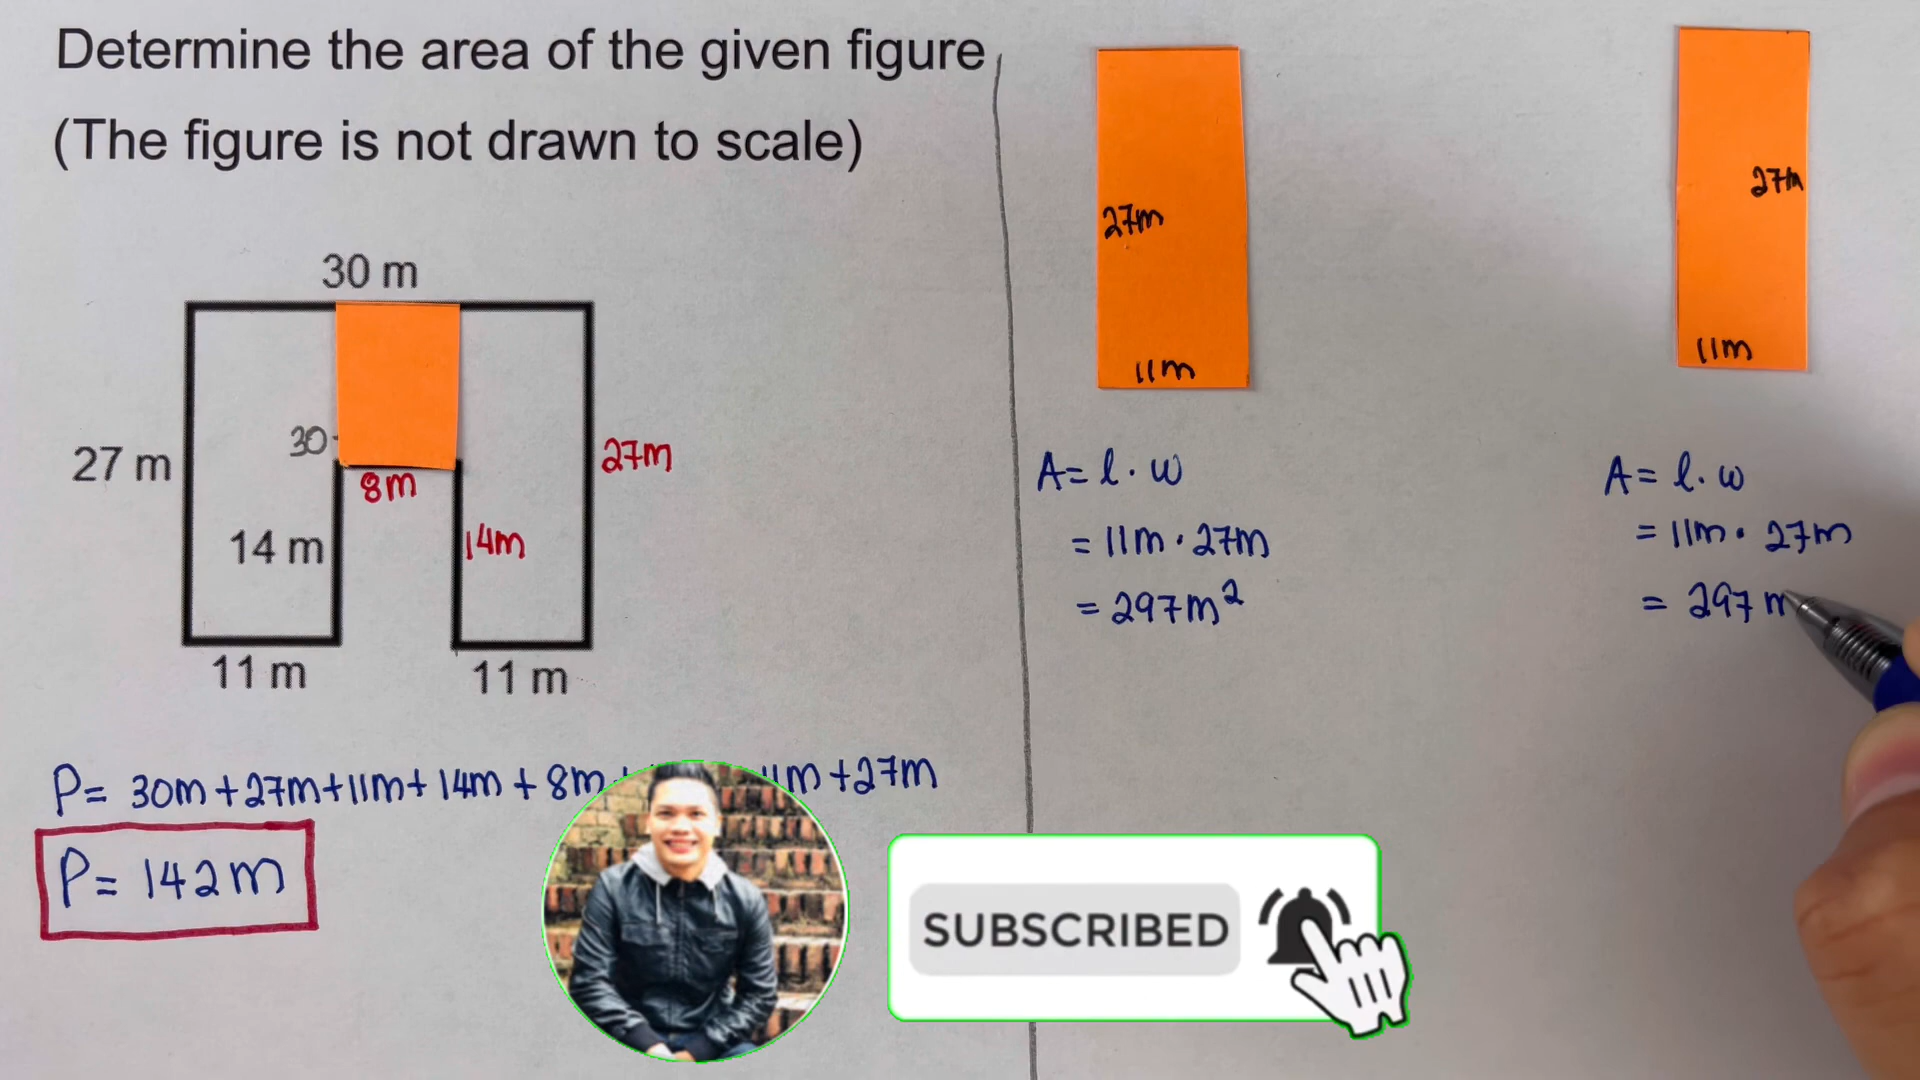 Determine the area of the given figure
(The figure is not drawn to scale)
30 m
27 m
30
8m
27m
14 m
14m
11 m
11 m
P= 30m+27m+11m+14m+8m+ 11m+27m
P= 142m
27m
11m
A= l·w
= 11m·27m
= 297m²
27m
11m
A= l·w
= 11m·27m
= 297m
SUBSCRIBED